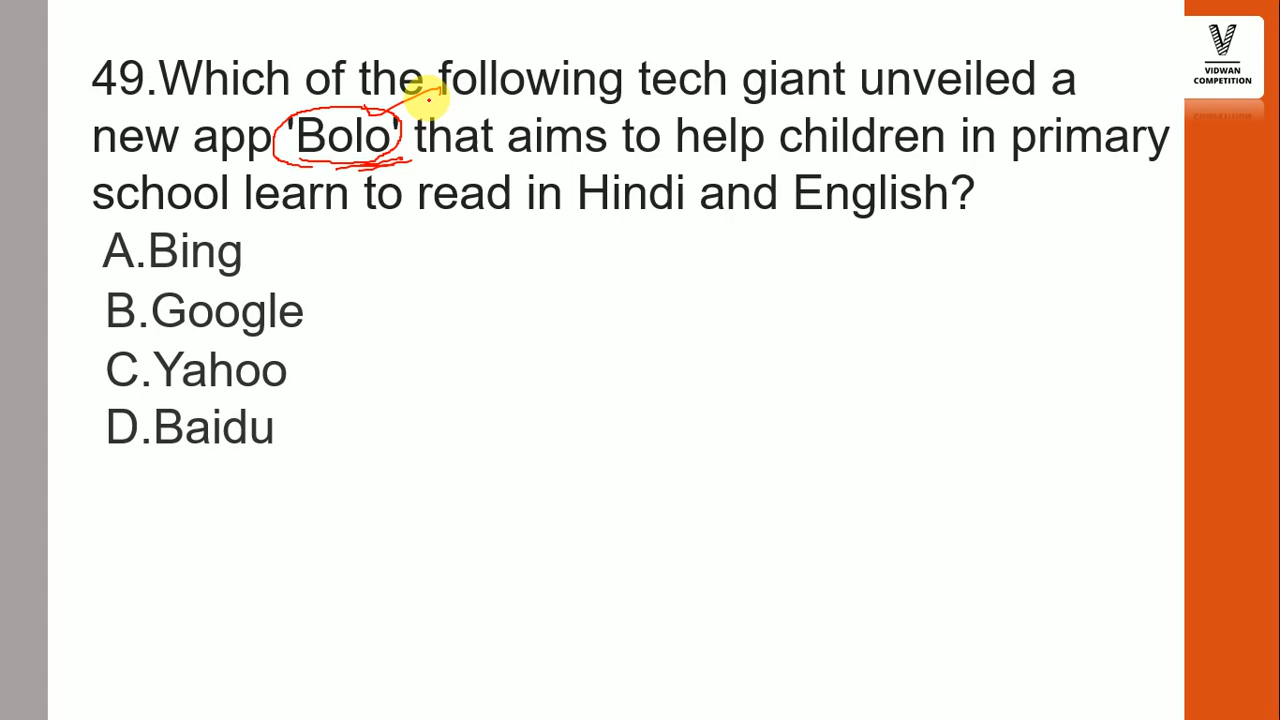 49.Which of the following tech giant unveiled a
new app 'Bolo' that aims to help children in primary
school learn to read in Hindi and English?
A.Bing
B.Google
C.Yahoo
D.Baidu
V
VIDWAN
COMPETITION